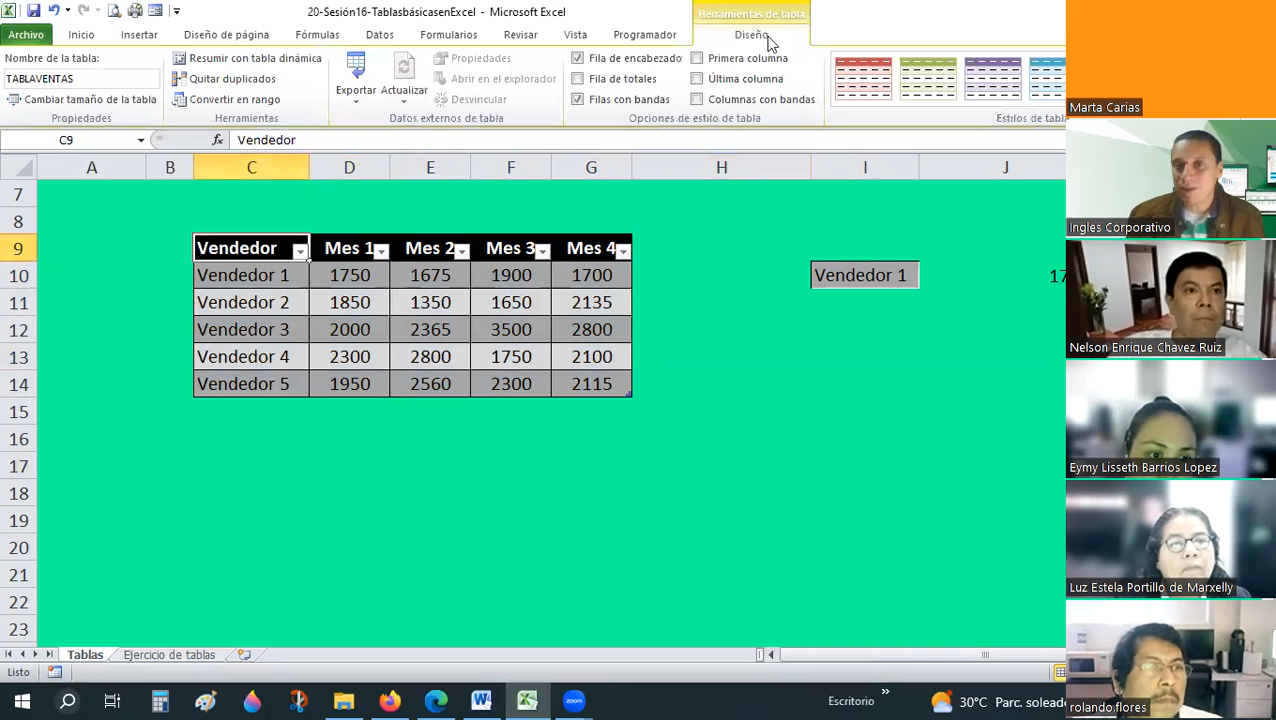 20-Sesión16-TablasbásicasenExcel - Microsoft Excel
Herramientas de tabla
Archivo Inicio Insertar Diseño de página Fórmulas Datos Formularios Revisar Vista Programador Diseño
Nombre de la tabla:
TABLAVENTAS
Cambiar tamaño de la tabla
Propiedades
Resumir con tabla dinámica
Quitar duplicados
Convertir en rango
Herramientas
Exportar Actualizar
Propiedades
Abrir en el explorador
Desvincular
Datos externos de tabla
Fila de encabezado Primera columna
Fila de totales Última columna
Filas con bandas Columnas con bandas
Opciones de estilo de tabla
Estilos de tabl
C9 fx Vendedor
A B C D E F G H I J
7
8
9 Vendedor Mes 1 Mes 2 Mes 3 Mes 4
10 Vendedor 1 1750 1675 1900 1700 Vendedor 1 17
11 Vendedor 2 1850 1350 1650 2135
12 Vendedor 3 2000 2365 3500 2800
13 Vendedor 4 2300 2800 1750 2100
14 Vendedor 5 1950 2560 2300 2115
15
16
17
18
19
20
21
22
23
Tablas Ejercicio de tablas
Listo
Escritorio » 30°C Parc. solead
Marta Carias
Ingles Corporativo
Nelson Enrique Chavez Ruiz
Eymy Lisseth Barrios Lopez
Luz Estela Portillo de Marxelly
rolando.flores